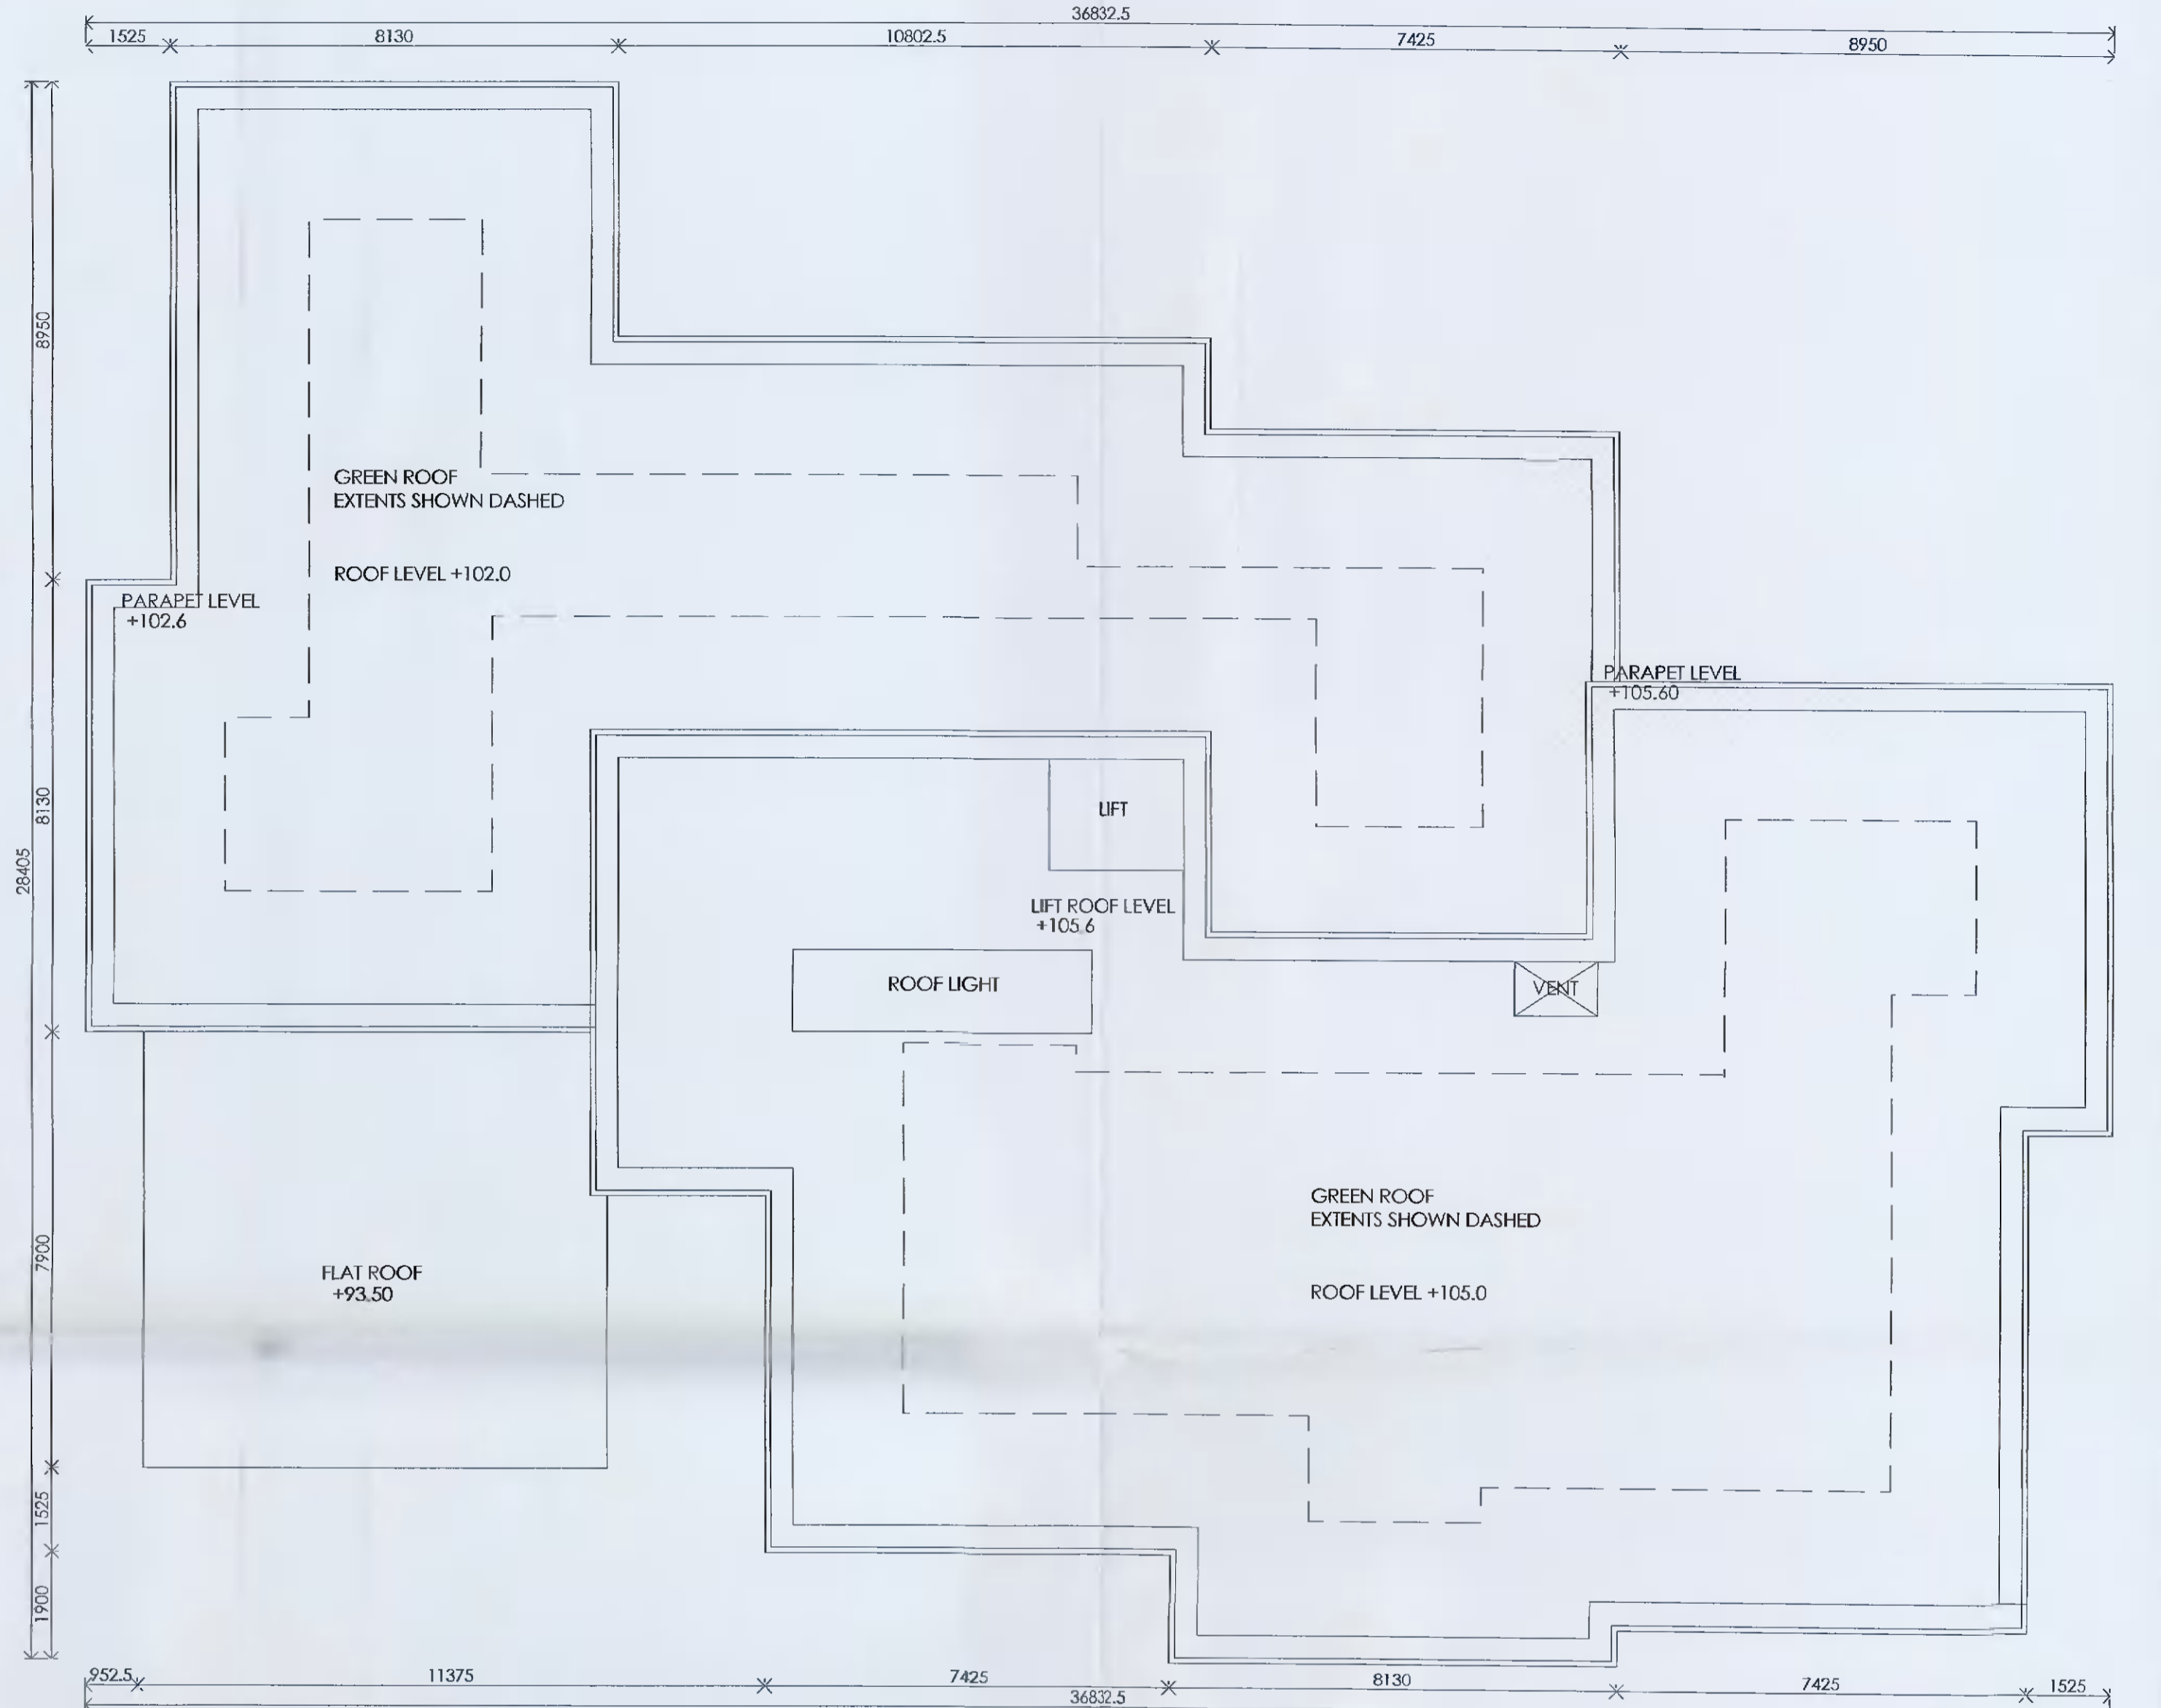 36832.5
1525 8130 10802.5 7425 8950
8950
GREEN ROOF
EXTENTS SHOWN DASHED
ROOF LEVEL +102.0
PARAPET LEVEL
+102.6
PARAPET LEVEL
+105.60
8130
28405
LIFT
LIFT ROOF LEVEL
+105.6
ROOF LIGHT
VENT
GREEN ROOF
EXTENTS SHOWN DASHED
ROOF LEVEL +105.0
7900
FLAT ROOF
+93.50
1525
1900
952.5 11375 7425 8130 7425 1525
36832.5